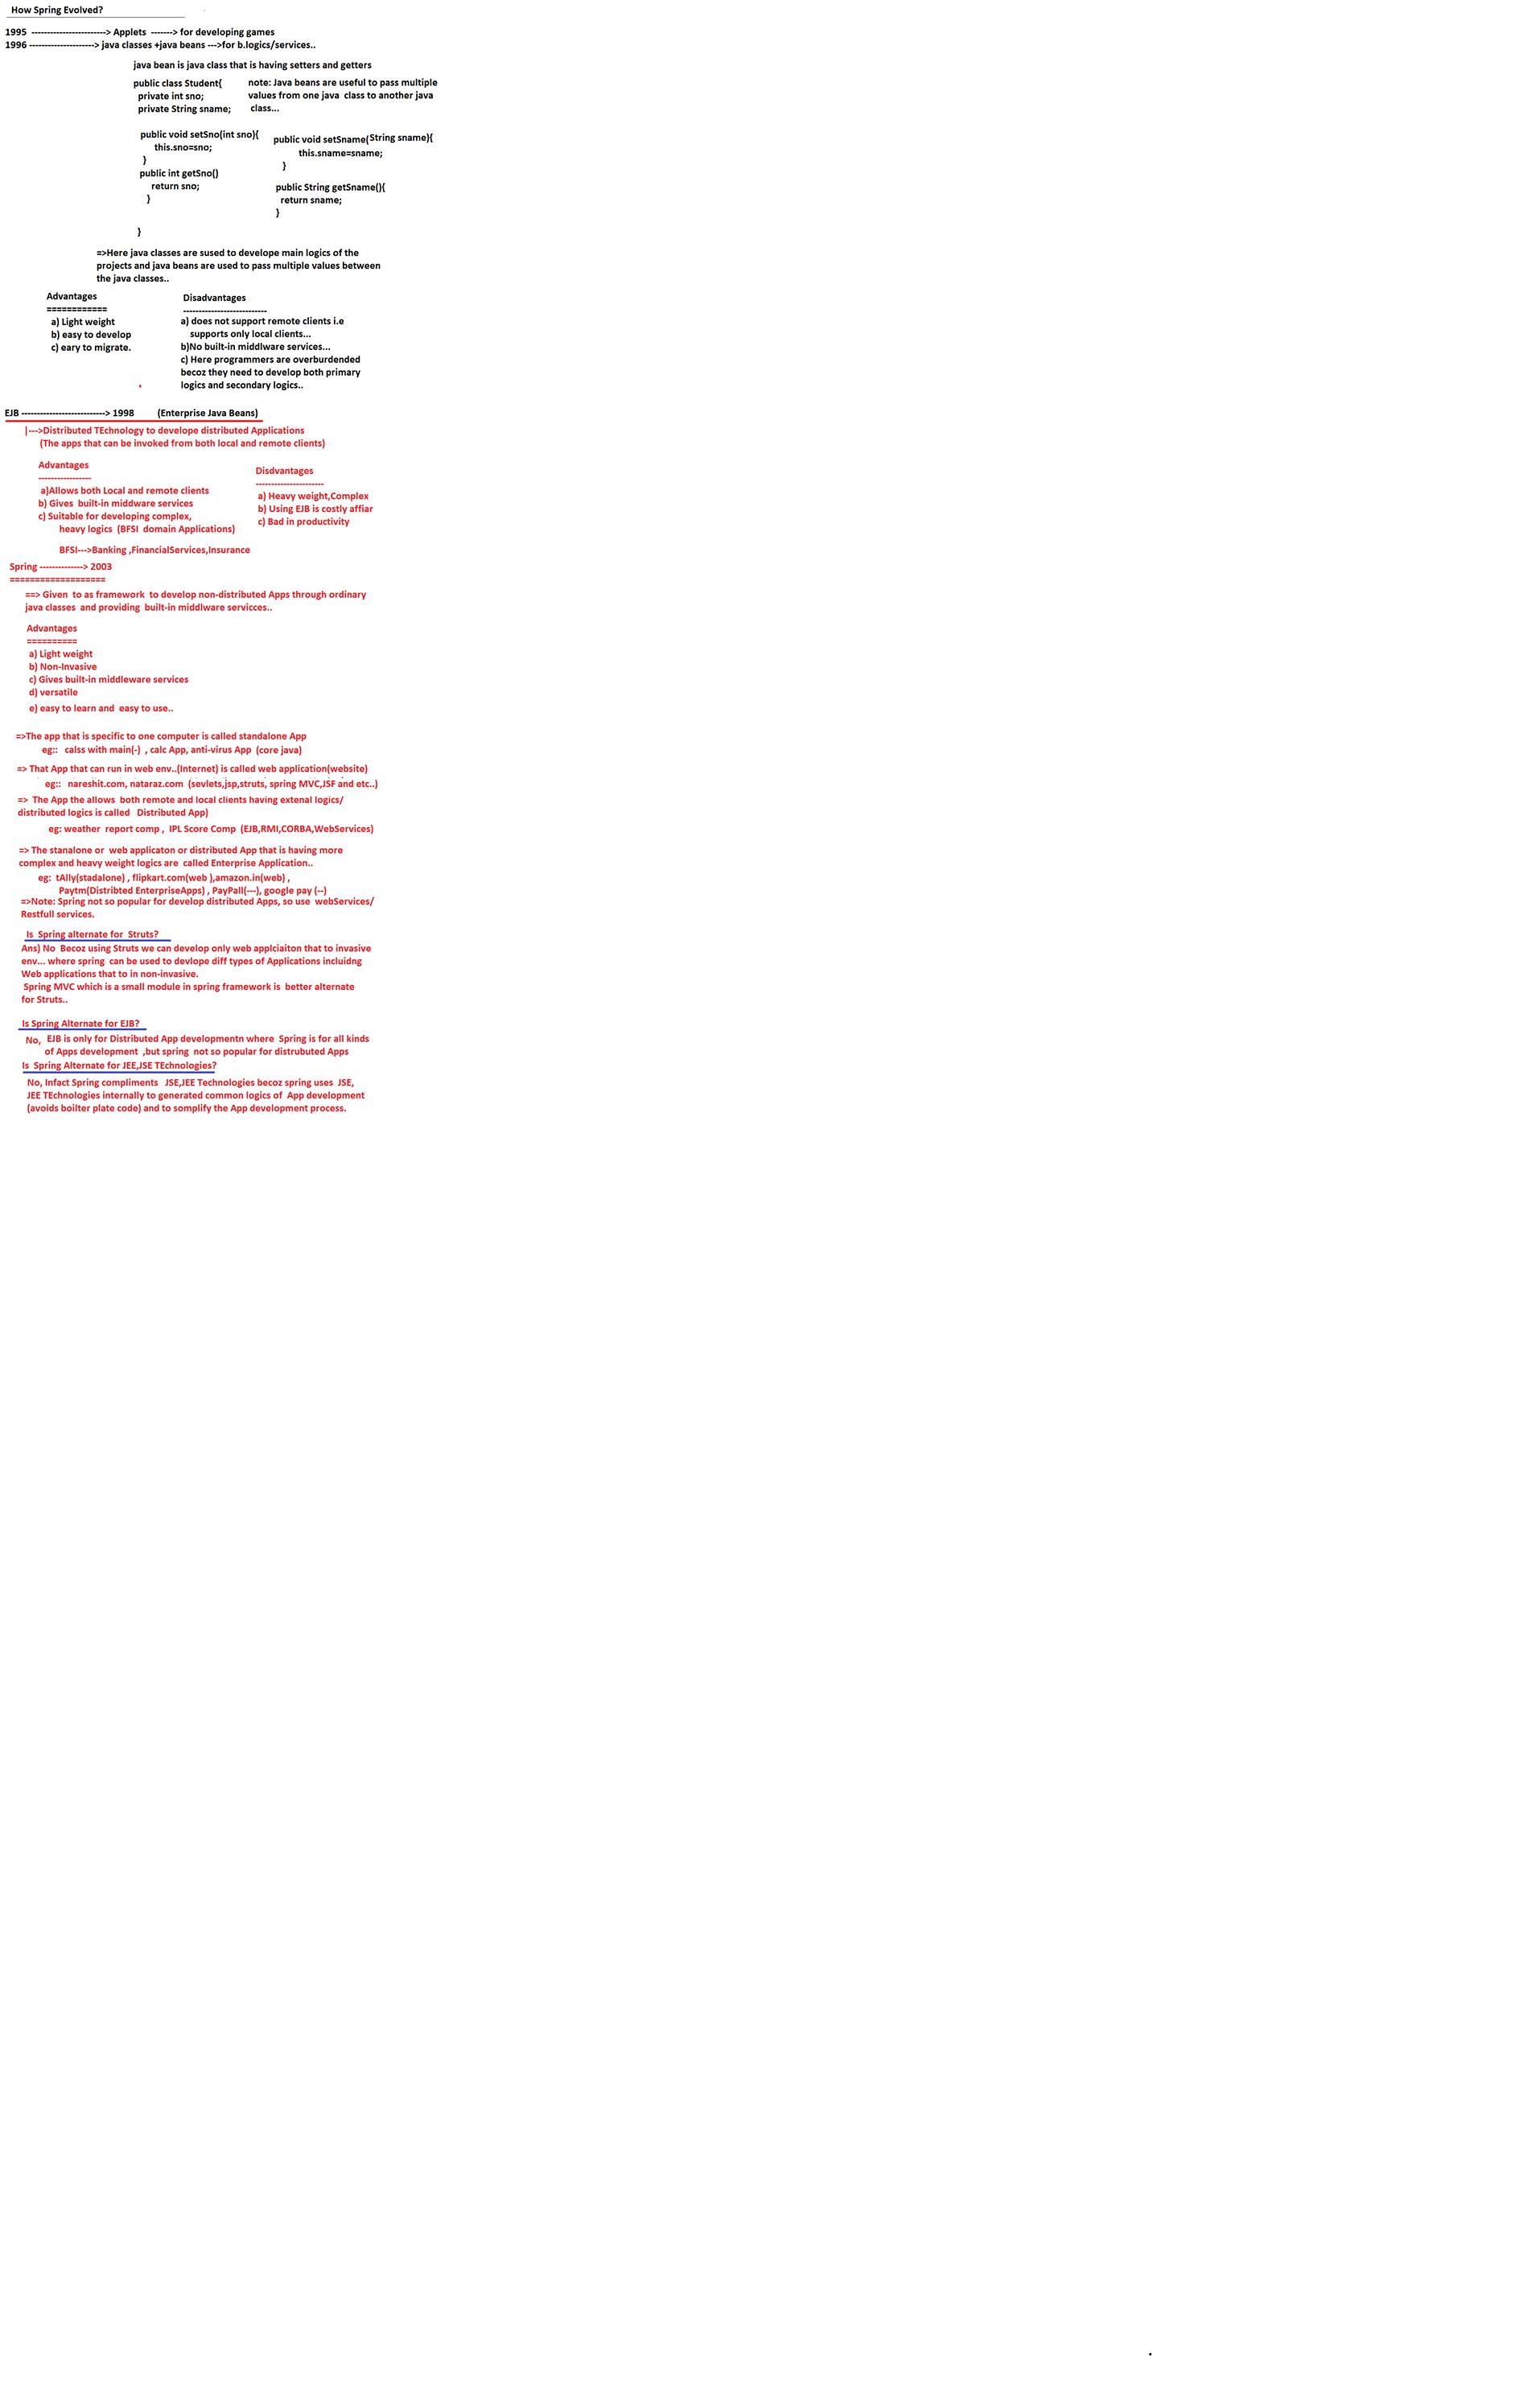 How Spring Evolved?
1995 ------------------------> Applets -------> for developing games
1996 ---------------------> java classes +java beans --->for b.logics/services..
java bean is java class that is having setters and getters
public class Student{
private int sno;
private String sname;
note: Java beans are useful to pass multiple
values from one java class to another java
class...
public void setSno(int sno){
this.sno=sno;
}
public int getSno()
return sno;
}
public void setSname(String sname){
this.sname=sname;
}
public String getSname(){
return sname;
}
}
=>Here java classes are sused to develope main logics of the
projects and java beans are used to pass multiple values between
the java classes..
Advantages
============
a) Light weight
b) easy to develop
c) eary to migrate.
Disadvantages
---------------------------
a) does not support remote clients i.e
supports only local clients...
b)No built-in middlware services...
c) Here programmers are overburdended
becoz they need to develop both primary
logics and secondary logics..
EJB ---------------------------> 1998 (Enterprise Java Beans)
|--->Distributed TEchnology to develope distributed Applications
(The apps that can be invoked from both local and remote clients)
Advantages
-----------------
a)Allows both Local and remote clients
b) Gives built-in middware services
c) Suitable for developing complex,
heavy logics (BFSI domain Applications)
BFSI--->Banking ,FinancialServices,Insurance
Disdvantages
----------------------
a) Heavy weight,Complex
b) Using EJB is costly affiar
c) Bad in productivity
Spring --------------> 2003
===================
==> Given to as framework to develop non-distributed Apps through ordinary
java classes and providing built-in middlware servicces..
Advantages
==========
a) Light weight
b) Non-Invasive
c) Gives built-in middleware services
d) versatile
e) easy to learn and easy to use..
=>The app that is specific to one computer is called standalone App
eg:: calss with main(-) , calc App, anti-virus App (core java)
=> That App that can run in web env..(Internet) is called web application(website)
eg:: nareshit.com, nataraz.com (sevlets,jsp,struts, spring MVC,JSF and etc..)
=> The App the allows both remote and local clients having extenal logics/
distributed logics is called Distributed App)
eg: weather report comp , IPL Score Comp (EJB,RMI,CORBA,WebServices)
=> The stanalone or web applicaton or distributed App that is having more
complex and heavy weight logics are called Enterprise Application..
eg: tAlly(stadalone) , flipkart.com(web ),amazon.in(web) ,
Paytm(Distribted EnterpriseApps) , PayPall(---), google pay (--)
=>Note: Spring not so popular for develop distributed Apps, so use webServices/
Restfull services.
Is Spring alternate for Struts?
Ans) No Becoz using Struts we can develop only web applciaiton that to invasive
env... where spring can be used to devlope diff types of Applications incluidng
Web applications that to in non-invasive.
Spring MVC which is a small module in spring framework is better alternate
for Struts..
Is Spring Alternate for EJB?
No, EJB is only for Distributed App developmentn where Spring is for all kinds
of Apps development ,but spring not so popular for distrubuted Apps
Is Spring Alternate for JEE,JSE TEchnologies?
No, Infact Spring compliments JSE,JEE Technologies becoz spring uses JSE,
JEE TEchnologies internally to generated common logics of App development
(avoids boilter plate code) and to somplify the App development process.